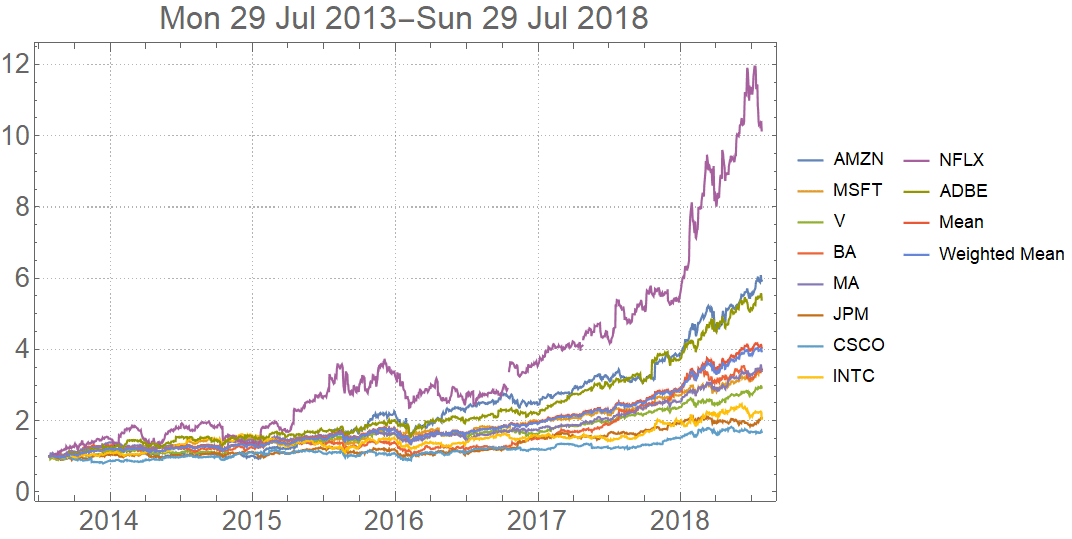 Mon 29 Jul 2013–Sun 29 Jul 2018
12
10
8
6
4
2
0
2014 2015 2016 2017 2018
AMZN
MSFT
V
BA
MA
JPM
CSCO
INTC
NFLX
ADBE
Mean
Weighted Mean